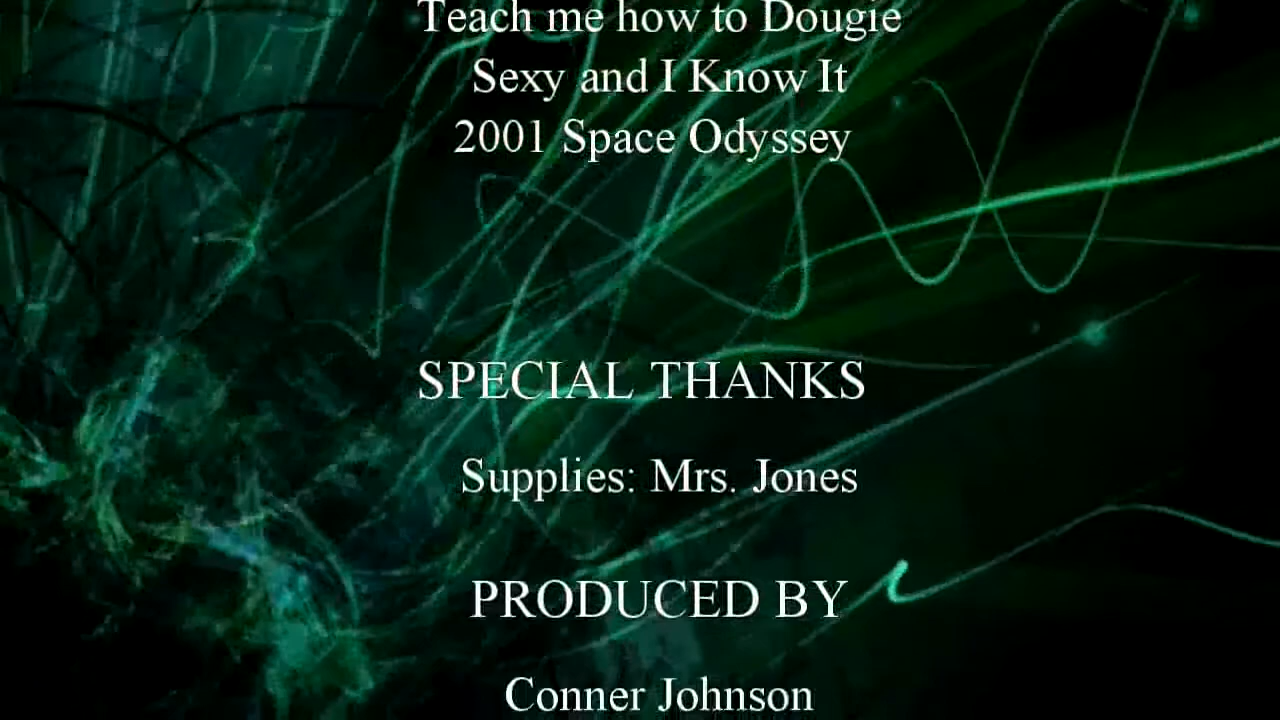 Teach me how to Dougie
Sexy and I Know It
2001 Space Odyssey
SPECIAL THANKS
Supplies: Mrs. Jones
PRODUCED BY
Conner Johnson